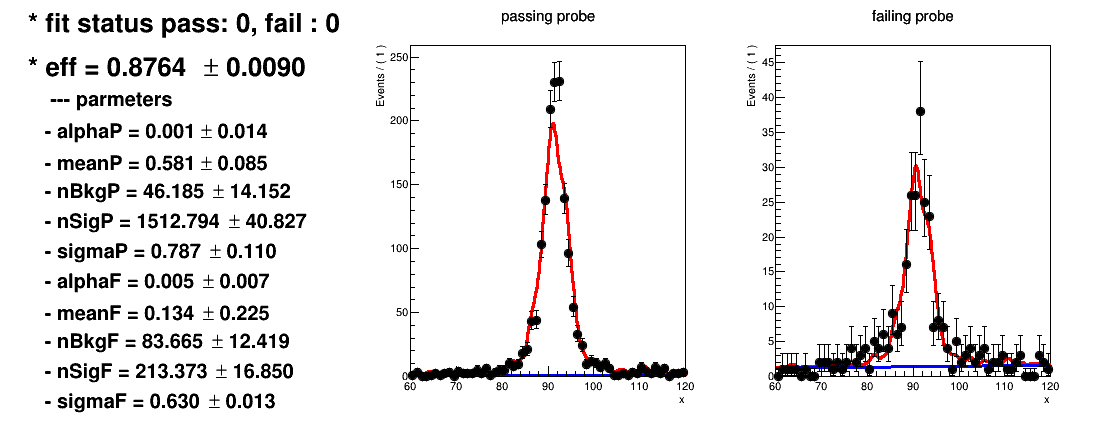 * fit status pass: 0, fail : 0
* eff = 0.8764 ± 0.0090
--- parmeters
- alphaP = 0.001 ± 0.014
- meanP = 0.581 ± 0.085
- nBkgP = 46.185 ± 14.152
- nSigP = 1512.794 ± 40.827
- sigmaP = 0.787 ± 0.110
- alphaF = 0.005 ± 0.007
- meanF = 0.134 ± 0.225
- nBkgF = 83.665 ± 12.419
- nSigF = 213.373 ± 16.850
- sigmaF = 0.630 ± 0.013
passing probe
Events / ( 1 )
250
200
150
100
50
0
60 70 80 90 100 110 120
x
failing probe
Events / ( 1 )
45
40
35
30
25
20
15
10
5
0
60 70 80 90 100 110 120
x